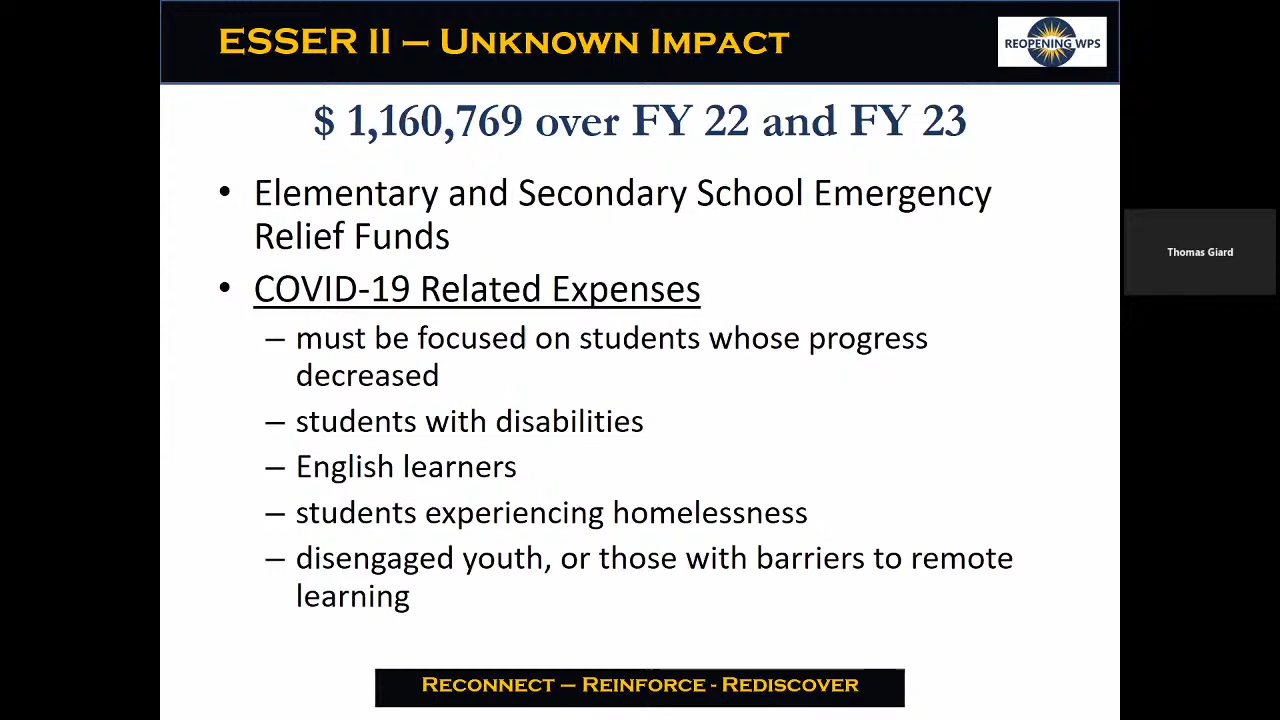 ESSER II – UNKNOWN IMPACT
REOPENING WPS
$ 1,160,769 over FY 22 and FY 23
• Elementary and Secondary School Emergency
Relief Funds
• COVID-19 Related Expenses
– must be focused on students whose progress
decreased
– students with disabilities
– English learners
– students experiencing homelessness
– disengaged youth, or those with barriers to remote
learning
Thomas Giard
RECONNECT – REINFORCE - REDISCOVER